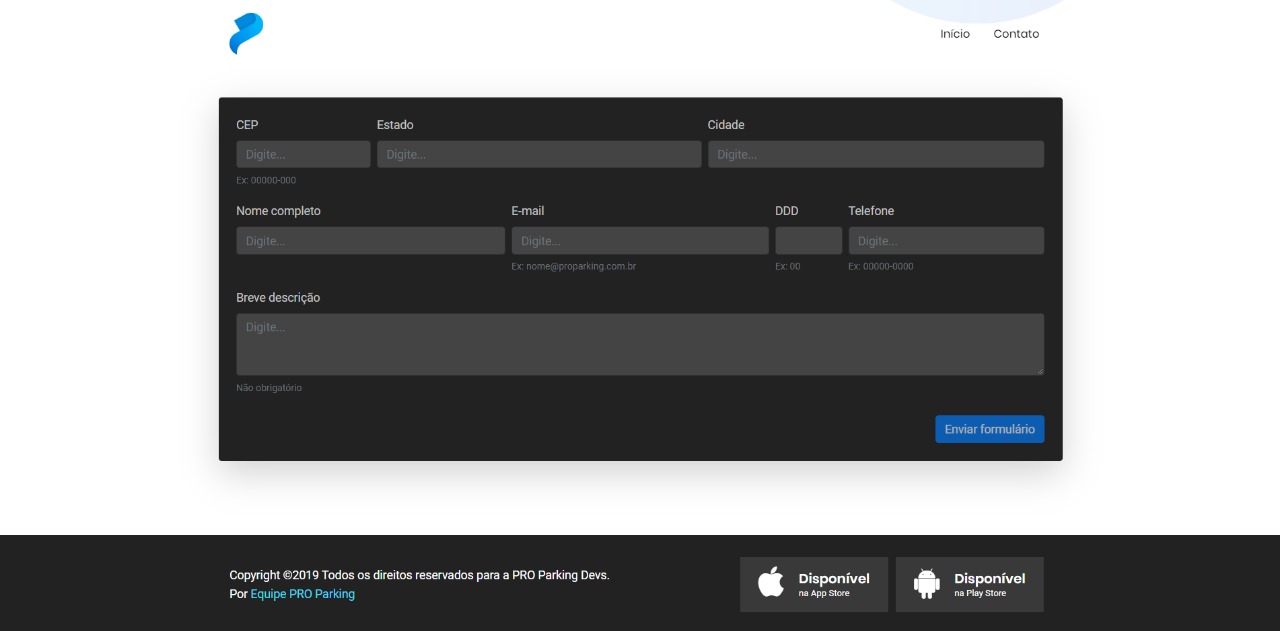 Início Contato
CEP Estado Cidade
Digite... Digite... Digite...
Ex: 00000-000
Nome completo E-mail DDD Telefone
Digite... Digite... Digite...
Ex: nome@proparking.com.br Ex: 00 Ex: 00000-0000
Breve descrição
Digite...
Não obrigatório
Enviar formulário
Copyright ©2019 Todos os direitos reservados para a PRO Parking Devs.
Por Equipe PRO Parking
Disponível
na App Store
Disponível
na Play Store